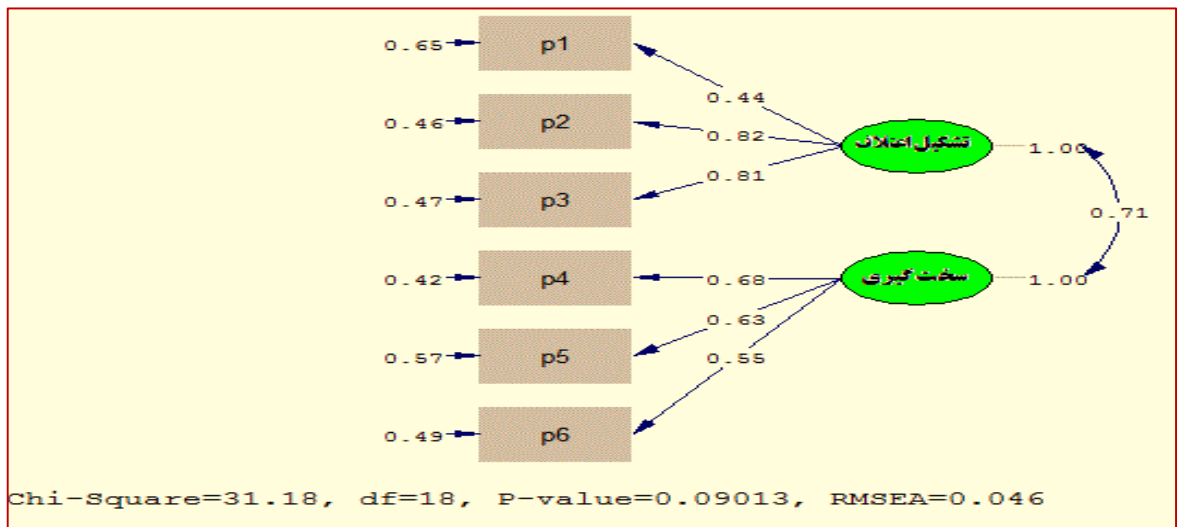 0.65 p1
0.44
0.46 p2
0.82
تشکیل ائتلاف 1.00
0.81
0.47 p3
0.71
0.42 p4 0.68 سخت گیری 1.00
0.63
0.57 p5
0.55
0.49 p6
Chi-Square=31.18, df=18, P-value=0.09013, RMSEA=0.046